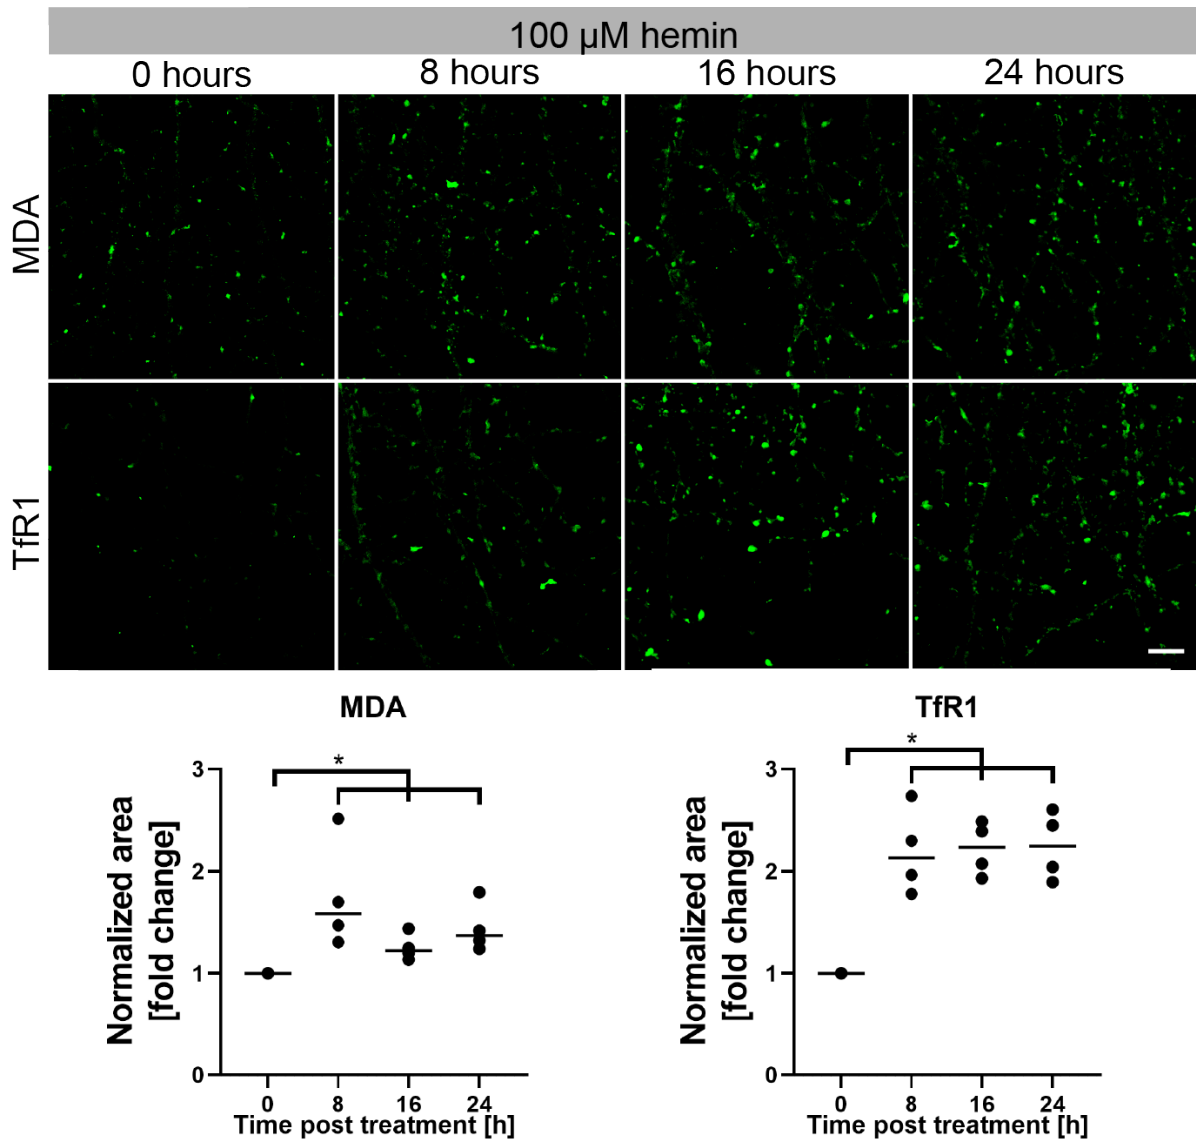 100 µM hemin
0 hours 8 hours 16 hours 24 hours
MDA
TfR1
MDA
*
Normalized area
[fold change]
3
2
1
0
0 8 16 24
Time post treatment [h]
TfR1
*
Normalized area
[fold change]
3
2
1
0
0 8 16 24
Time post treatment [h]